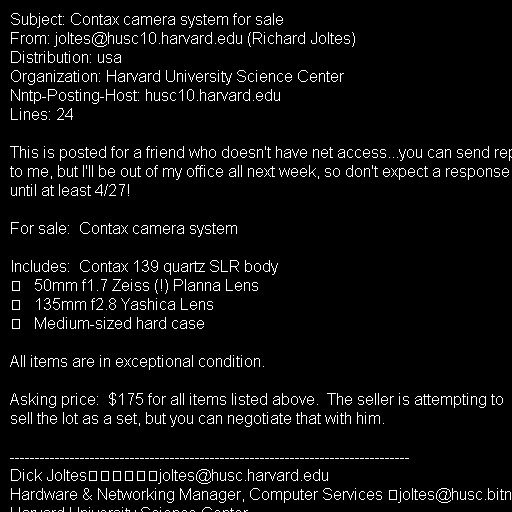 Subject: Contax camera system for sale
From: joltes@husc10.harvard.edu (Richard Joltes)
Distribution: usa
Organization: Harvard University Science Center
Nntp-Posting-Host: husc10.harvard.edu
Lines: 24

This is posted for a friend who doesn't have net access...you can send rep
to me, but I'll be out of my office all next week, so don't expect a response
until at least 4/27!

For sale:  Contax camera system

Includes:  Contax 139 quartz SLR body
▯   50mm f1.7 Zeiss (!) Planna Lens
▯   135mm f2.8 Yashica Lens
▯   Medium-sized hard case

All items are in exceptional condition.

Asking price:  $175 for all items listed above.  The seller is attempting to
sell the lot as a set, but you can negotiate that with him.

--------------------------------------------------------------------------------
Dick Joltes▯▯▯▯▯▯joltes@husc.harvard.edu
Hardware & Networking Manager, Computer Services ▯joltes@husc.bitn
Harvard University Science Center